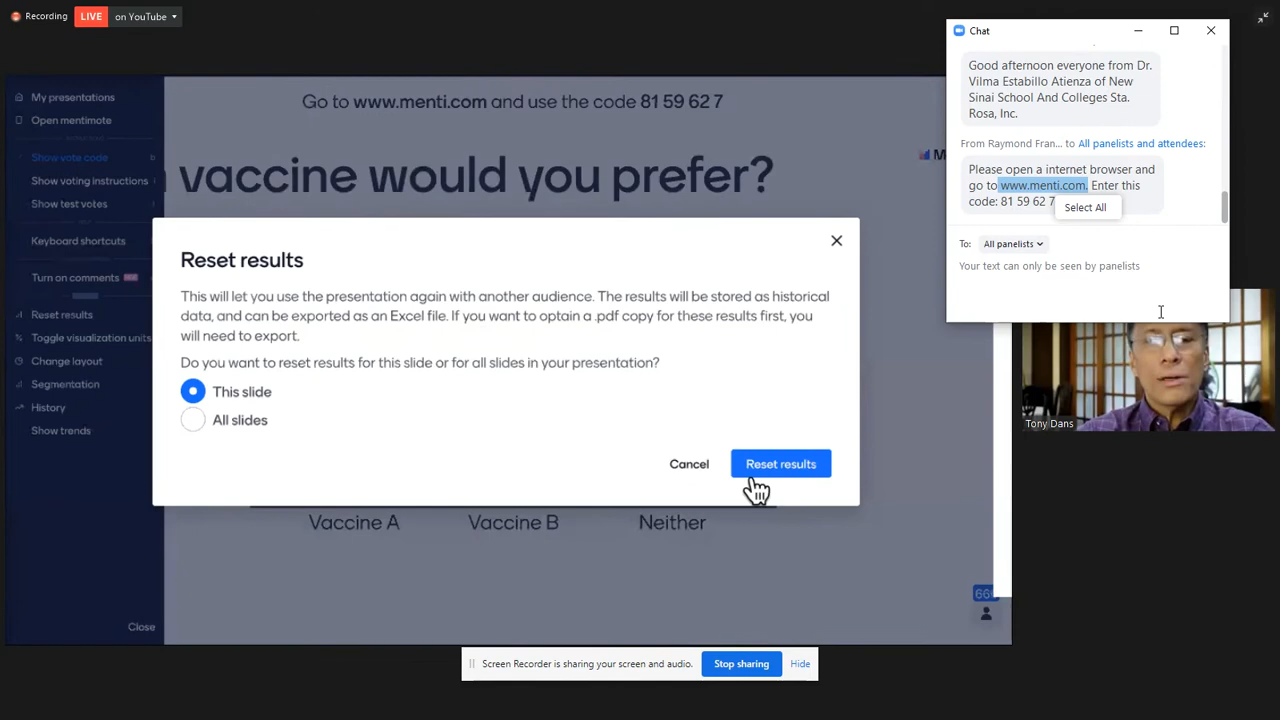 Recording
LIVE
on YouTube
My presentations
Open mentimote
Show vote code
Show voting instructions
Show test votes
Keyboard shortcuts
Turn on comments
Reset results
Toggle visualization units
Change layout
Segmentation
History
Show trends
Close
Go to www.menti.com and use the code 81 59 62 7
vaccine would you prefer?
M
Reset results
This will let you use the presentation again with another audience. The results will be stored as historical
data, and can be exported as an Excel file. If you want to optain a .pdf copy for these results first, you
will need to export.
Do you want to reset results for this slide or for all slides in your presentation?
This slide
All slides
Cancel
Reset results
Vaccine A
Vaccine B
Neither
Chat
Good afternoon everyone from Dr.
Vilma Estabillo Atienza of New
Sinai School And Colleges Sta.
Rosa, Inc.
From Raymond Fran... to All panelists and attendees:
Please open a internet browser and
go to www.menti.com. Enter this
code: 81 59 62 7
Select All
To: All panelists
Your text can only be seen by panelists
Tony Dans
Screen Recorder is sharing your screen and audio.
Stop sharing
Hide